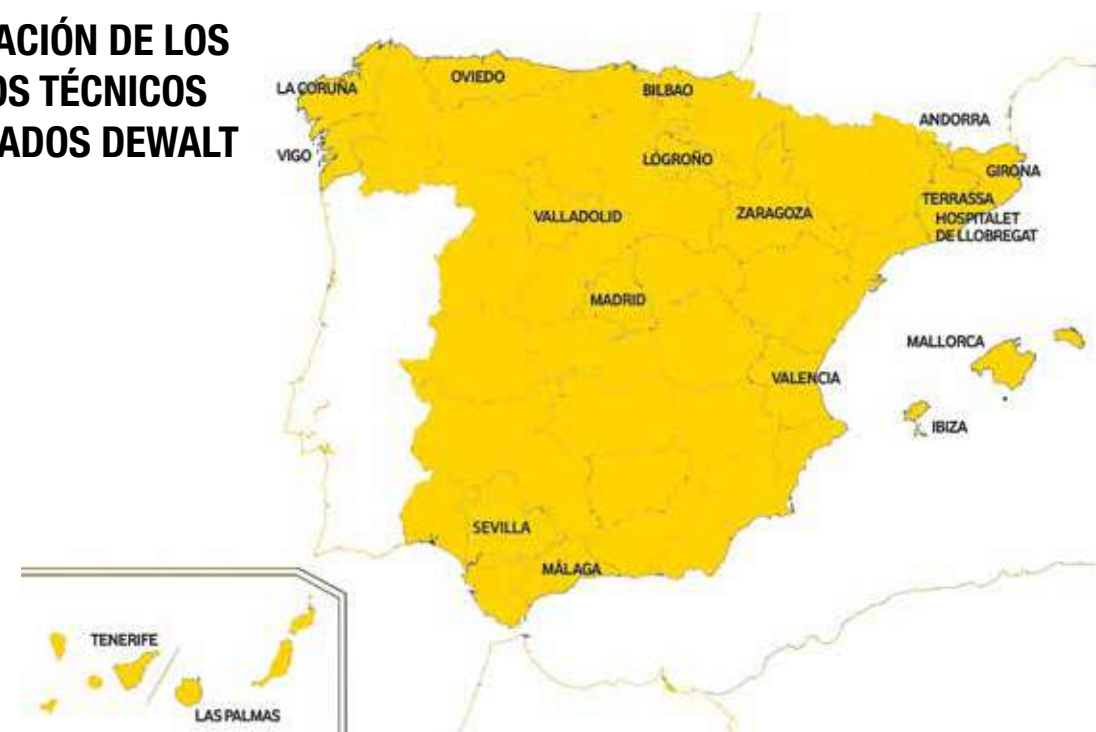 ACIÓN DE LOS
OS TÉCNICOS
ADOS DEWALT
LA CORUÑA
OVIEDO
BILBAO
ANDORRA
VIGO
LOGROÑO
GIRONA
TERRASSA
VALLADOLID
ZARAGOZA
HOSPITALET
DE LLOBREGAT
MADRID
MALLORCA
VALENCIA
IBIZA
SEVILLA
MÁLAGA
TENERIFE
LAS PALMAS